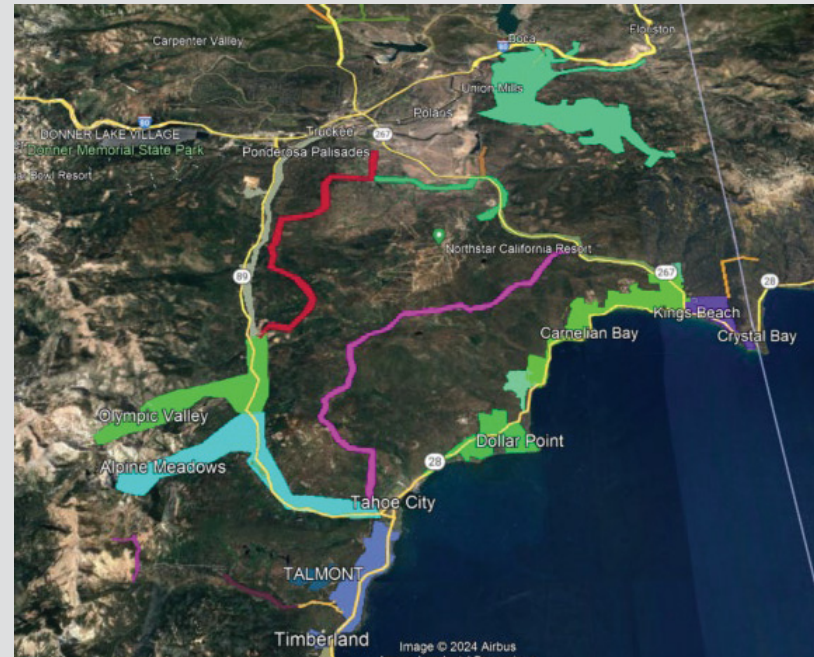 Floriston
Carpenter Valley
80
Boca
Union Mills
80
Polaris
DONNER LAKE VILLAGE
Truckee
267
Donner Memorial State Park
Ponderosa Palisades
Bowl Resort
Northstar California Resort
89
267
28
Kings Beach
Carnelian Bay
Crystal Bay
Olympic Valley
Dollar Point
Alpine Meadows
28
Tahoe City
TALMONT
Timberland
Image © 2024 Airbus